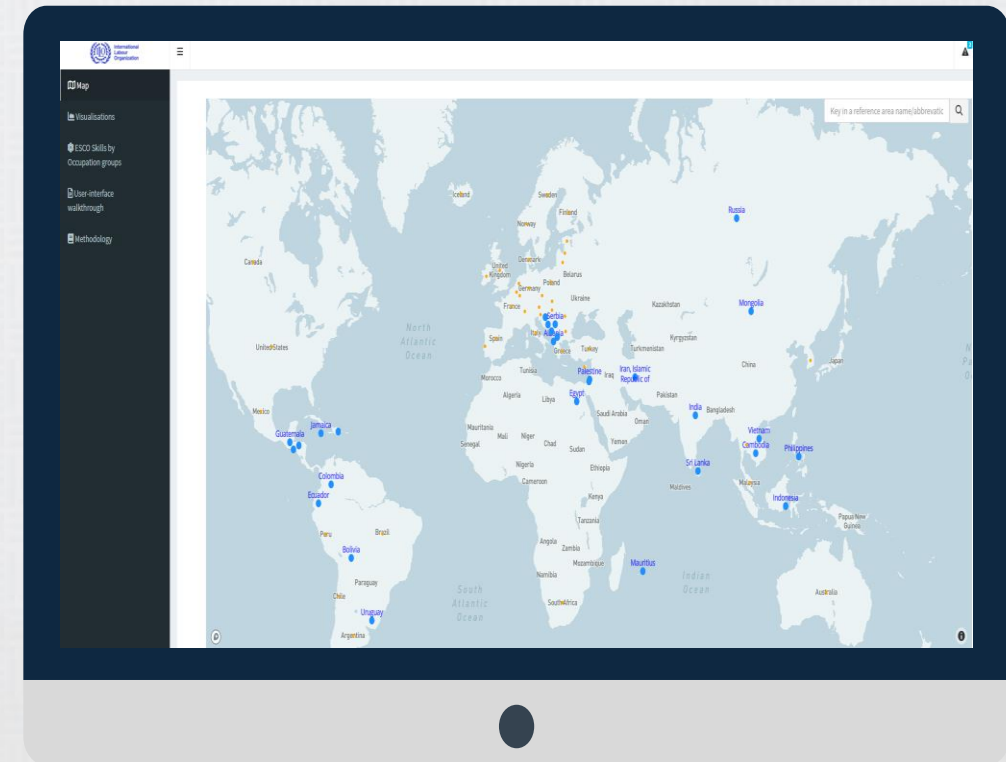 International
Labour
Organization
Map
Visualisations
ESCO Skills by
Occupation groups
User-interface
walkthrough
Methodology
Key in a reference area name/abbrevatic
Iceland
Sweden
Finland
Norway
Russia
Canada
United
Kingdom
Denmark
Belarus
Poland
Germany
Ukraine
France
Kazakhstan
Mongolia
Serbia
North
Atlantic
Ocean
United States
Spain
Italy
Greece
Turkey
Turkmenistan
Kyrgyzstan
China
Japan
Morocco
Tunisia
Palestine
Iraq
Iran, Islamic
Republic of
Algeria
Libya
Egypt
Pakistan
Mexico
Saudi Arabia
Oman
India
Bangladesh
Jamaica
Guatemala
Mauritania
Mali
Niger
Chad
Sudan
Yemen
Vietnam
Senegal
Cambodia
Philippines
Nigeria
Ethiopia
Sri Lanka
Colombia
Cameroon
Maldives
Malaysia
Ecuador
Kenya
Indonesia
Tanzania
Papua New
Guinea
Peru
Brazil
Angola
Zambia
Bolivia
Mozambique
Mauritius
Namibia
Indian
Ocean
Paraguay
South
Atlantic
Ocean
Chile
South Africa
Australia
Uruguay
Argentina